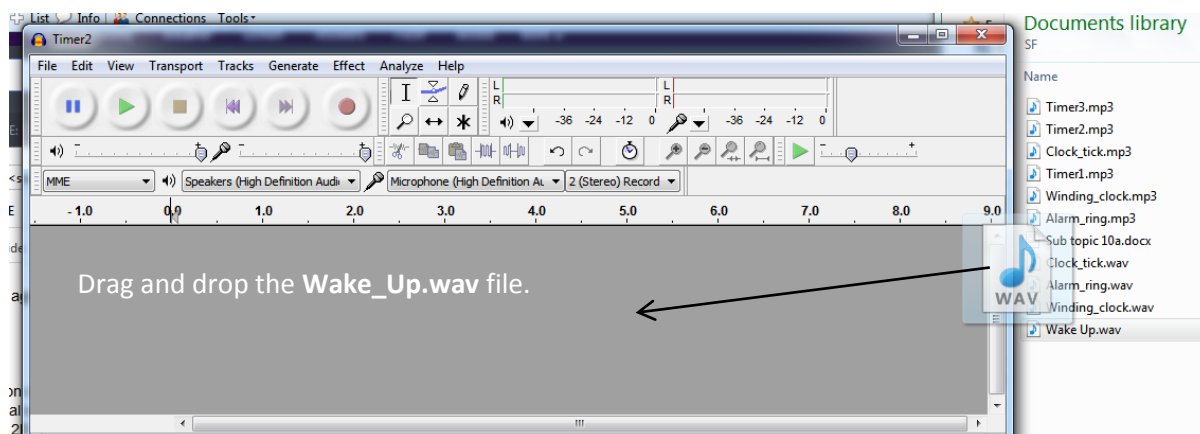 List Info Connections Tools
Timer2
File Edit View Transport Tracks Generate Effect Analyze Help
L
R
L
R
-36 -24 -12 0
-36 -24 -12 0
MME
Speakers (High Definition Audi
Microphone (High Definition Au
2 (Stereo) Record
- 1.0 0.0 1.0 2.0 3.0 4.0 5.0 6.0 7.0 8.0 9.0
Drag and drop the Wake_Up.wav file.
WAV
Documents library
SF
Name
Timer3.mp3
Timer2.mp3
Clock_tick.mp3
Timer1.mp3
Winding_clock.mp3
Alarm_ring.mp3
Sub topic 10a.docx
Clock_tick.wav
Alarm_ring.wav
Winding_clock.wav
Wake Up.wav